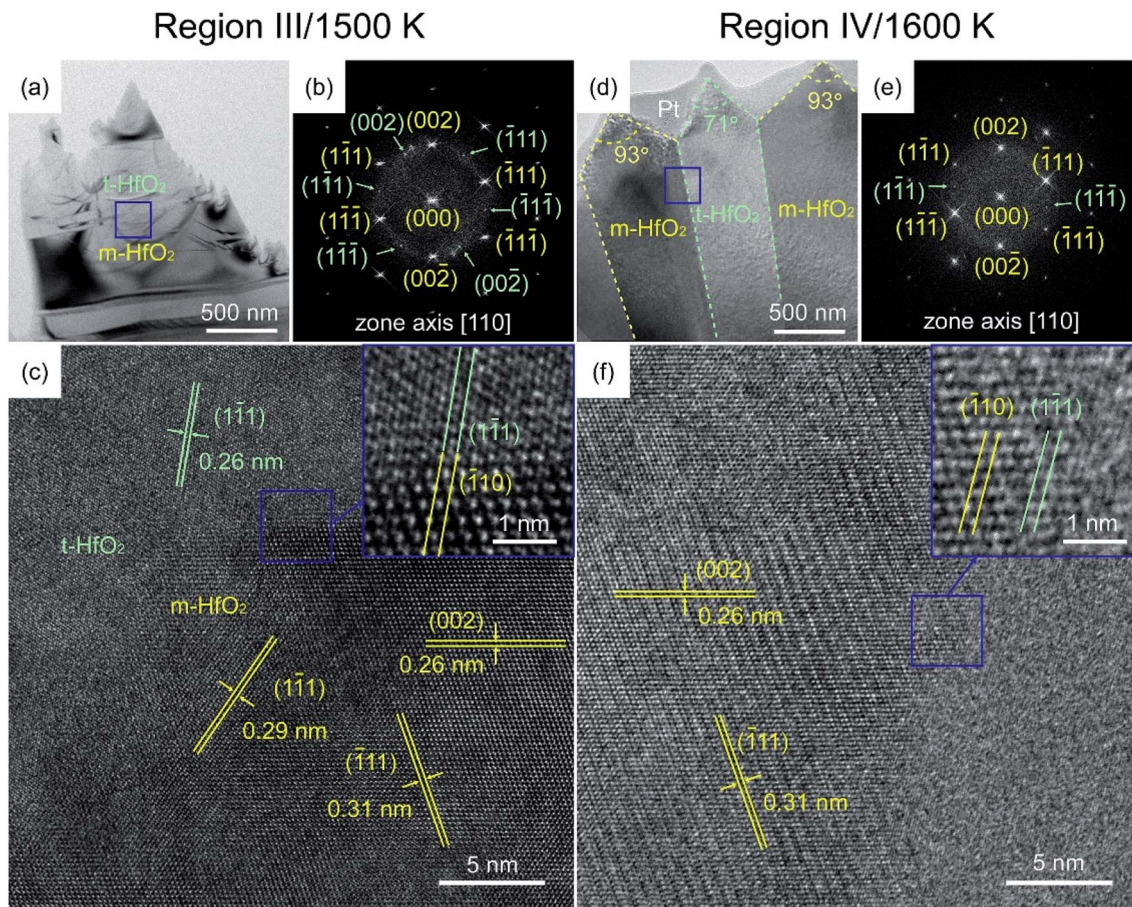 Region III/1500 K
Region IV/1600 K
(a)
t-HfO₂
m-HfO₂
500 nm
(b)
(002)
(002)
(1̄11)
(11̄1)
(1̄11)
(11̄1)
(1̄11̄)
(000)
(11̄1̄)
(1̄11̄)
(11̄1̄)
(002̄)
(002̄)
zone axis [110]
(d)
Pt
93°
71°
93°
m-HfO₂
t-HfO₂
m-HfO₂
500 nm
(e)
(002)
(11̄1)
(1̄11)
(11̄1)
(11̄1̄)
(000)
(11̄1̄)
(1̄11̄)
(002̄)
zone axis [110]
(c)
(11̄1)
0.26 nm
(11̄1)
(1̄10)
1 nm
t-HfO₂
m-HfO₂
(002)
0.26 nm
(11̄1)
0.29 nm
(1̄11)
0.31 nm
5 nm
(f)
(1̄10)
(11̄1)
1 nm
(002)
0.26 nm
(1̄11)
0.31 nm
5 nm